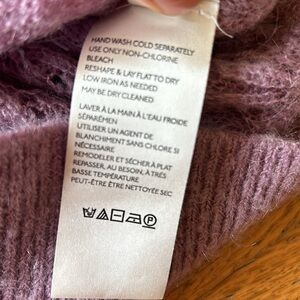 HAND WASH COLD SEPARATELY
USE ONLY NON-CHLORINE
BLEACH
RESHAPE & LAY FLAT TO DRY
LOW IRON AS NEEDED
MAY BE DRY CLEANED
LAVER À LA MAIN À L'EAU FROIDE
SÉPARÉMEN
UTILISER UN AGENT DE
BLANCHIMENT SANS CHLORE SI
NÉCESSAIRE
REMODELER ET SÉCHER À PLAT
REPASSER, AU BESOIN, À TRÈS
BASSE TEMPÉRATURE
PEUT-ÊTRE ÊTRE NETTOYÉE SEC
P